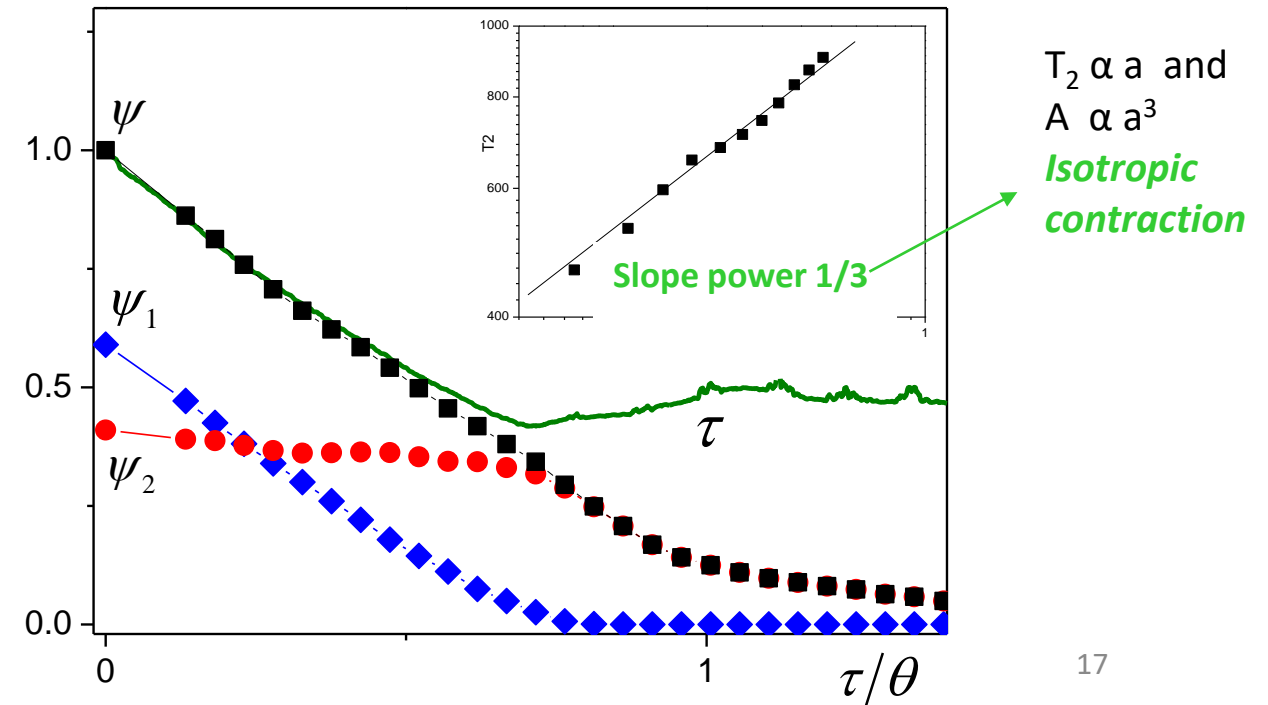 1000
800
T2
600
400
1
Slope power 1/3
T₂ α a and
A α a³
Isotropic
contraction
ψ
1.0
ψ₁
0.5
τ
ψ₂
0.0
0
1
τ/θ
17